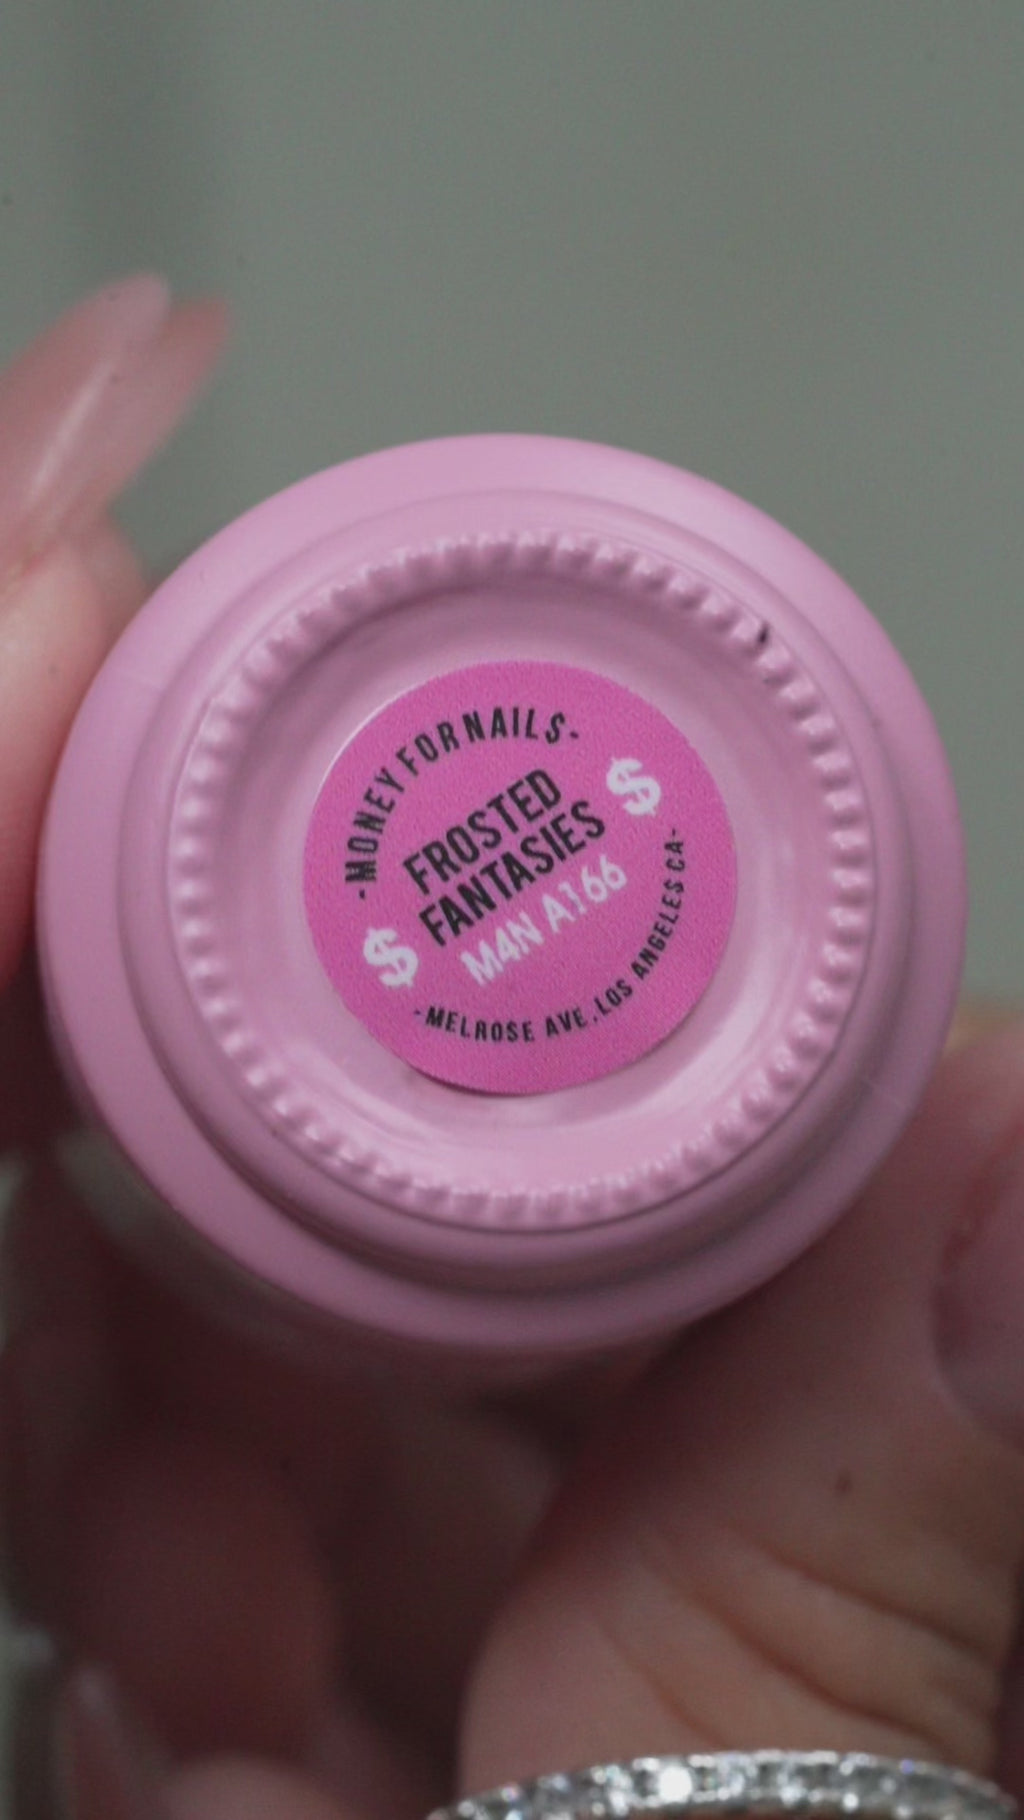 -MONEY FOR NAILS-
$
FROSTED
FANTASIES
M4N A166
$
-MELROSE AVE, LOS ANGELES CA-